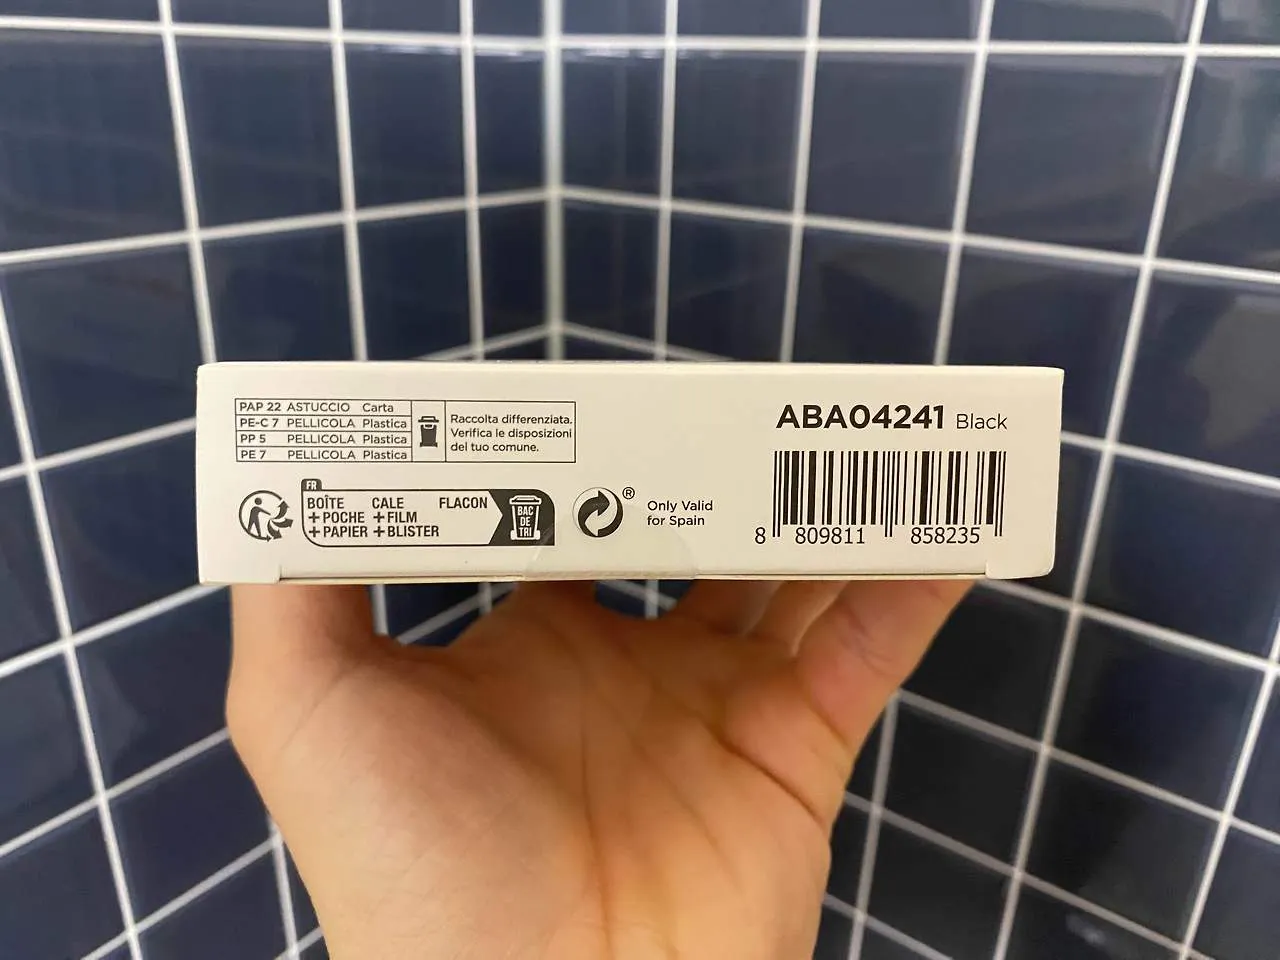 PAP 22 ASTUCCIO Carta
PE-C 7 PELLICOLA Plastica
PP 5 PELLICOLA Plastica
PE 7 PELLICOLA Plastica
Raccolta differenziata.
Verifica le disposizioni
del tuo comune.
FR
BOÎTE CALE FLACON
+POCHE +FILM
+PAPIER +BLISTER
BAC
DE
TRI
®
Only Valid
for Spain
ABA04241 Black
8 809811 858235